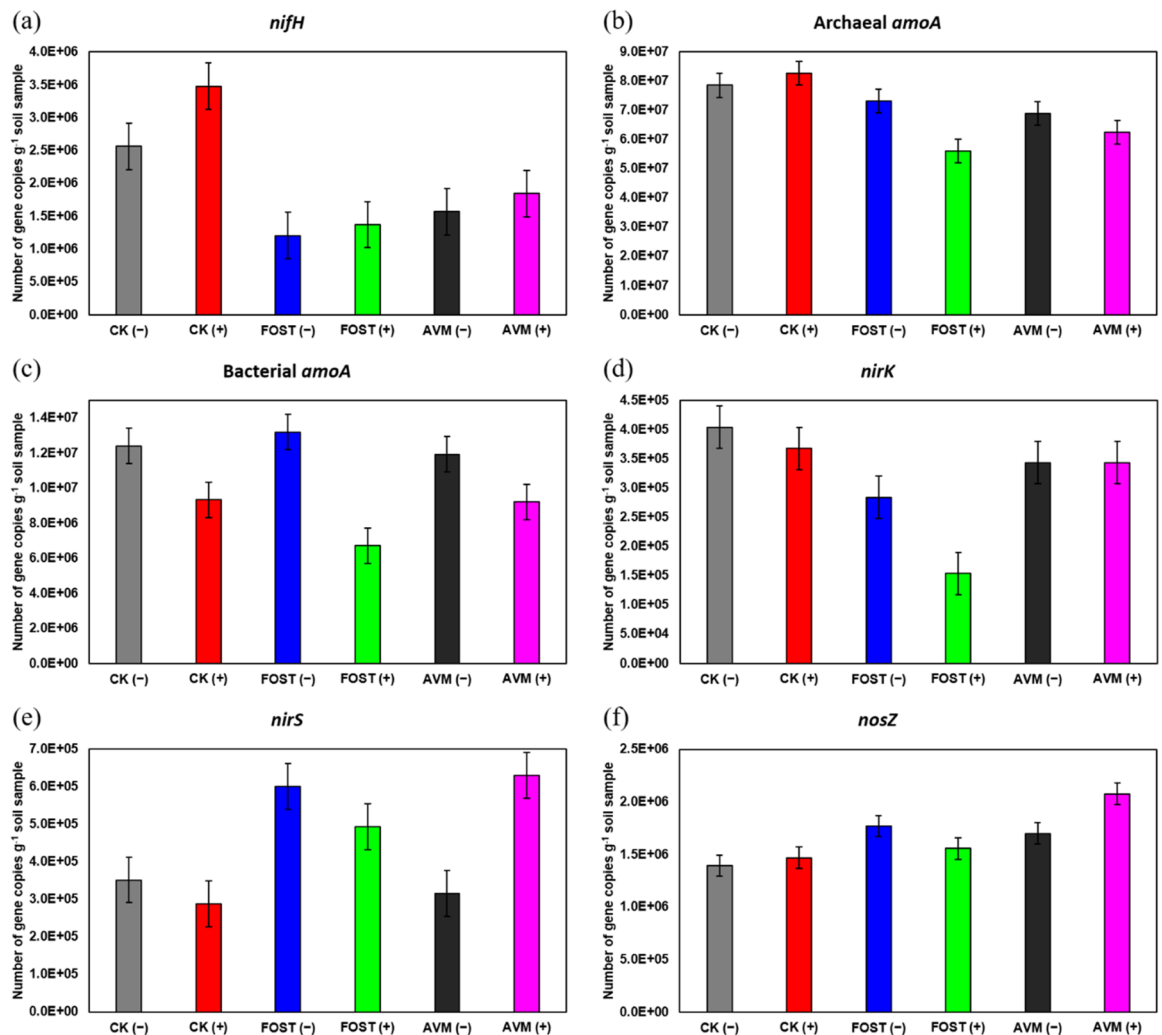 (a)
nifH
Number of gene copies g⁻¹ soil sample
4.0E+06
3.5E+06
3.0E+06
2.5E+06
2.0E+06
1.5E+06
1.0E+06
5.0E+05
0.0E+00
CK (−) CK (+) FOST (−) FOST (+) AVM (−) AVM (+)
(b)
Archaeal amoA
Number of gene copies g⁻¹ soil sample
9.0E+07
8.0E+07
7.0E+07
6.0E+07
5.0E+07
4.0E+07
3.0E+07
2.0E+07
1.0E+07
0.0E+00
CK (−) CK (+) FOST (−) FOST (+) AVM (−) AVM (+)
(c)
Bacterial amoA
Number of gene copies g⁻¹ soil sample
1.4E+07
1.2E+07
1.0E+07
8.0E+06
6.0E+06
4.0E+06
2.0E+06
0.0E+00
CK (−) CK (+) FOST (−) FOST (+) AVM (−) AVM (+)
(d)
nirK
Number of gene copies g⁻¹ soil sample
4.5E+05
4.0E+05
3.5E+05
3.0E+05
2.5E+05
2.0E+05
1.5E+05
1.0E+05
5.0E+04
0.0E+00
CK (−) CK (+) FOST (−) FOST (+) AVM (−) AVM (+)
(e)
nirS
Number of gene copies g⁻¹ soil sample
7.0E+05
6.0E+05
5.0E+05
4.0E+05
3.0E+05
2.0E+05
1.0E+05
0.0E+00
CK (−) CK (+) FOST (−) FOST (+) AVM (−) AVM (+)
(f)
nosZ
Number of gene copies g⁻¹ soil sample
2.5E+06
2.0E+06
1.5E+06
1.0E+06
5.0E+05
0.0E+00
CK (−) CK (+) FOST (−) FOST (+) AVM (−) AVM (+)